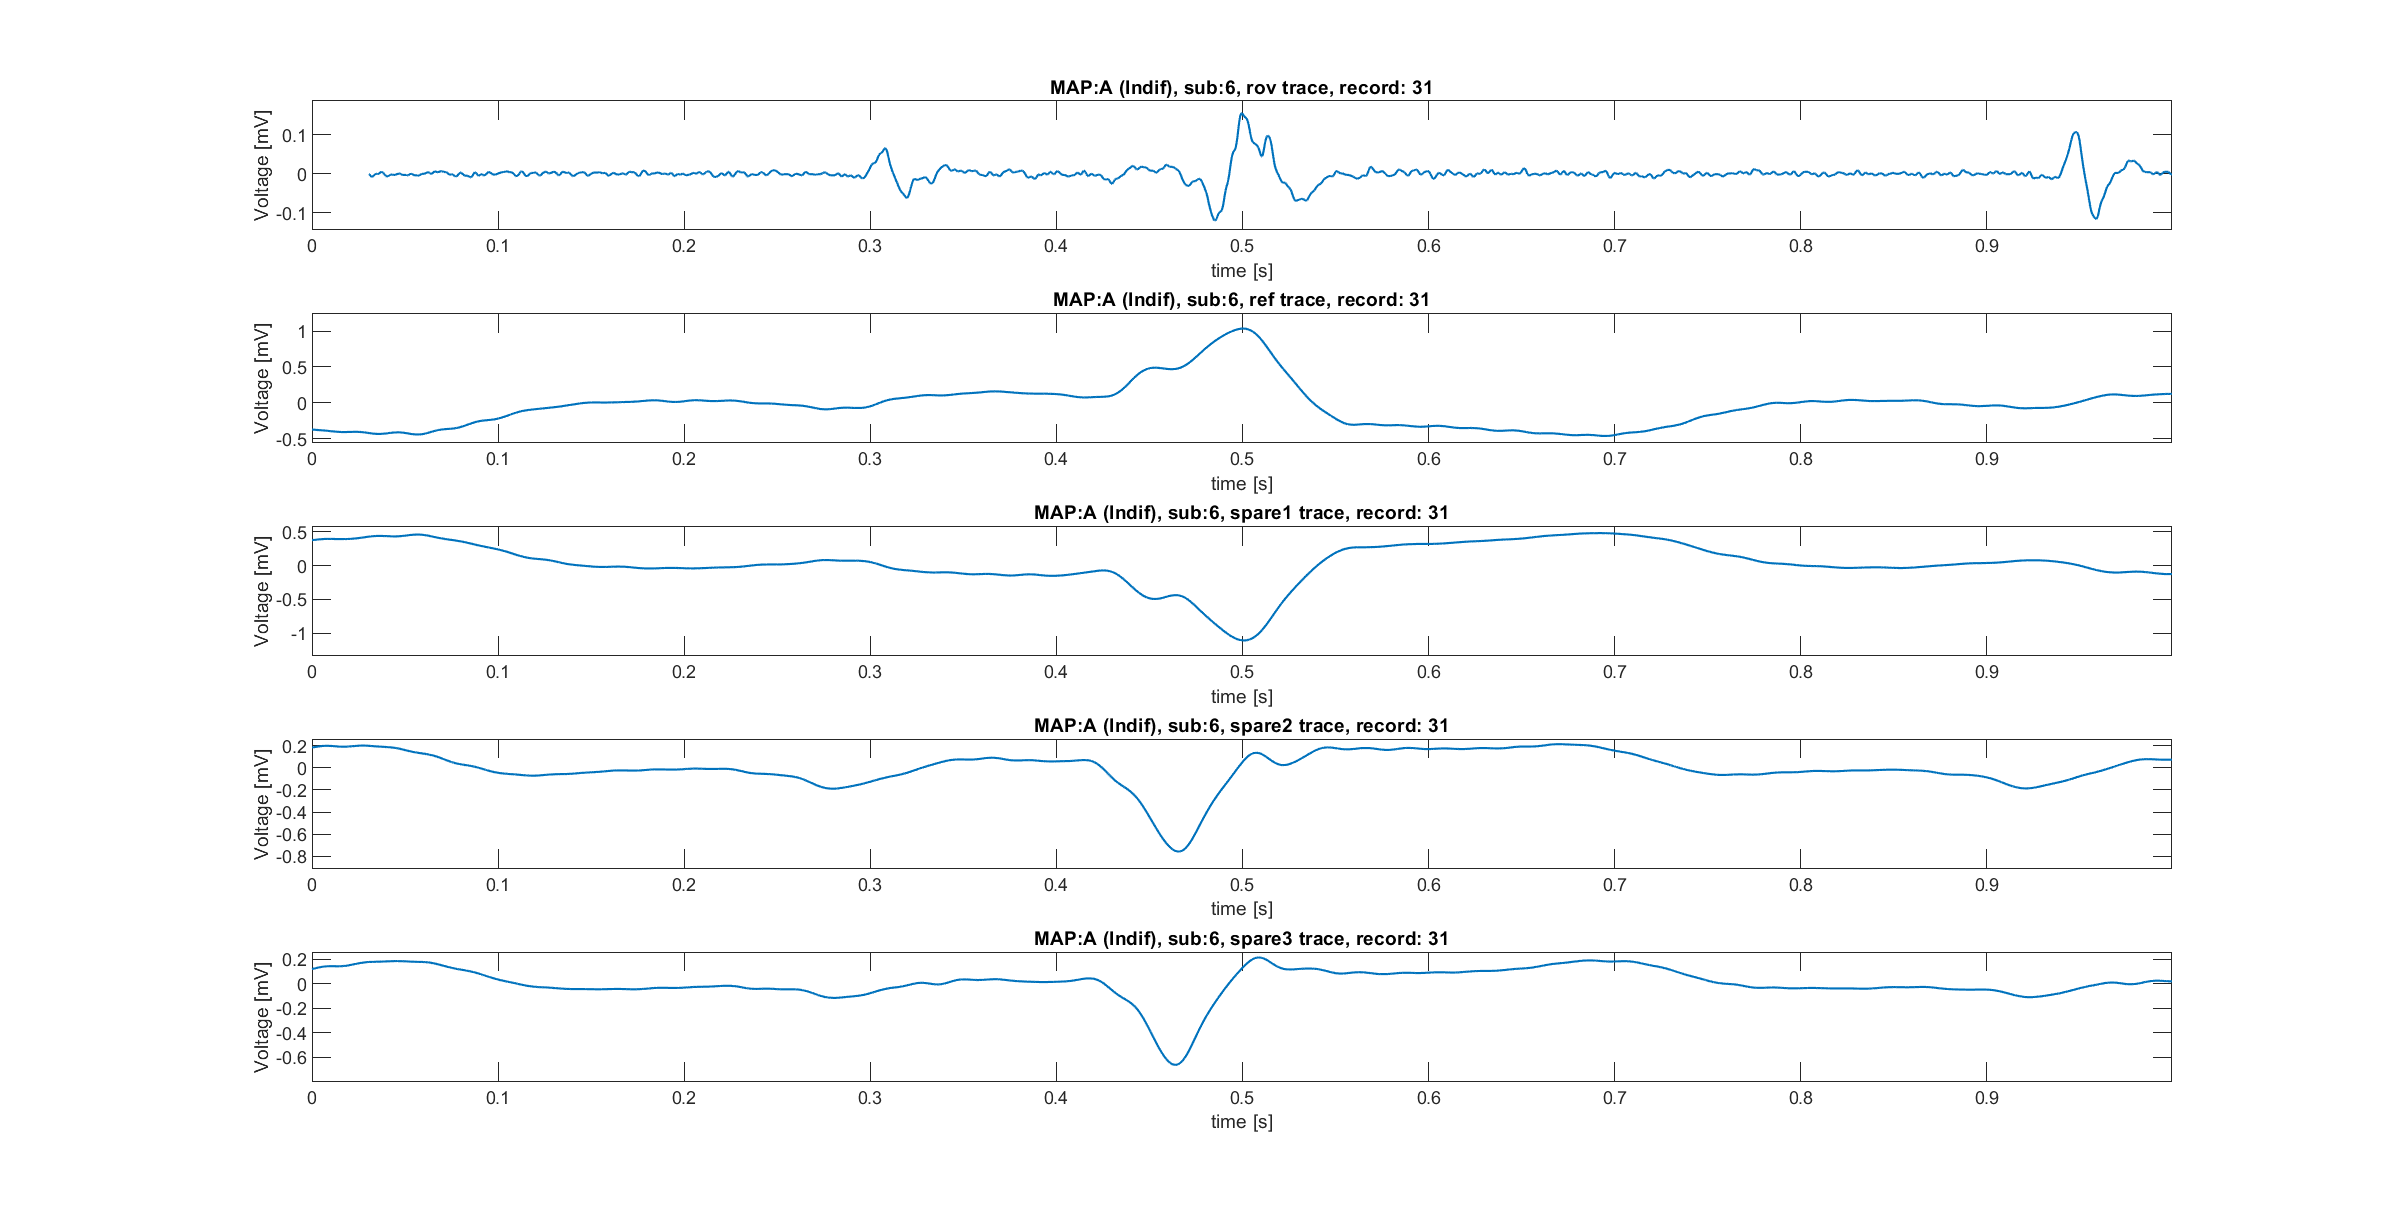 MAP:A (Indif), sub:6, rov trace, record: 31
Voltage [mV]
0.1
0
-0.1
0 0.1 0.2 0.3 0.4 0.5 0.6 0.7 0.8 0.9
time [s]
MAP:A (Indif), sub:6, ref trace, record: 31
Voltage [mV]
1
0.5
0
-0.5
0 0.1 0.2 0.3 0.4 0.5 0.6 0.7 0.8 0.9
time [s]
MAP:A (Indif), sub:6, spare1 trace, record: 31
Voltage [mV]
0.5
0
-0.5
-1
0 0.1 0.2 0.3 0.4 0.5 0.6 0.7 0.8 0.9
time [s]
MAP:A (Indif), sub:6, spare2 trace, record: 31
Voltage [mV]
0.2
0
-0.2
-0.4
-0.6
-0.8
0 0.1 0.2 0.3 0.4 0.5 0.6 0.7 0.8 0.9
time [s]
MAP:A (Indif), sub:6, spare3 trace, record: 31
Voltage [mV]
0.2
0
-0.2
-0.4
-0.6
0 0.1 0.2 0.3 0.4 0.5 0.6 0.7 0.8 0.9
time [s]